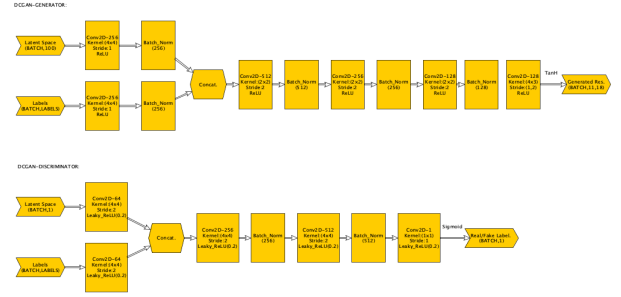 DCGAN-GENERATOR:
Latent Space
(BATCH,100)
Conv2D-256
Kernel(4x4)
Stride:1
ReLU
Batch_Norm
(256)
Labels
(BATCH,LABELS)
Conv2D-256
Kernel(4x4)
Stride:1
ReLU
Batch_Norm
(256)
Concat.
Conv2D-512
Kernel:(2x2)
Stride:2
ReLU
Batch_Norm
(512)
Conv2D-256
Kernel:(2x2)
Stride:2
ReLU
Batch_Norm
(256)
Conv2D-128
Kernel:(2x2)
Stride:2
ReLU
Batch_Norm
(128)
Conv2D-128
Kernel:(4x3)
Stride:(1,2)
ReLU
TanH
Generated Res.
(BATCH,11,18)
DCGAN-DISCRIMINATOR:
Latent Space
(BATCH,1)
Conv2D-64
Kernel:(4x4)
Stride:2
Leaky_ReLU(0.2)
Labels
(BATCH,LABELS)
Conv2D-64
Kernel:(4x4)
Stride:2
Leaky_ReLU(0.2)
Concat.
Conv2D-256
Kernel:(4x4)
Stride:2
Leaky_ReLU(0.2)
Batch_Norm
(256)
Conv2D-512
Kernel:(4x4)
Stride:2
Leaky_ReLU(0.2)
Batch_Norm
(512)
Conv2D-1
Kernel:(1x1)
Stride:1
Leaky_ReLU(0.2)
Sigmoid
Real/Fake Label.
(BATCH,1)